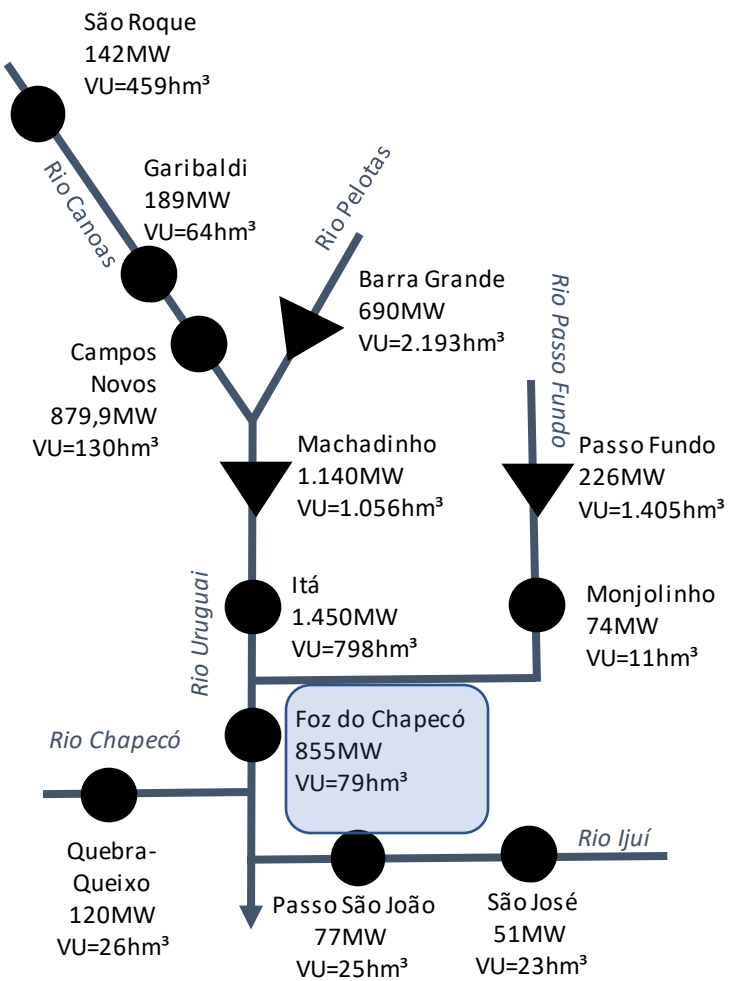 São Roque
142MW
VU=459hm³
Rio Canoas
Garibaldi
189MW
VU=64hm³
Rio Pelotas
Barra Grande
690MW
VU=2.193hm³
Campos
Novos
879,9MW
VU=130hm³
Rio Passo Fundo
Machadinho
1.140MW
VU=1.056hm³
Passo Fundo
226MW
VU=1.405hm³
Rio Uruguai
Itá
1.450MW
VU=798hm³
Monjolinho
74MW
VU=11hm³
Foz do Chapecó
855MW
VU=79hm³
Rio Chapecó
Quebra-
Queixo
120MW
VU=26hm³
Rio Ijuí
Passo São João
77MW
VU=25hm³
São José
51MW
VU=23hm³